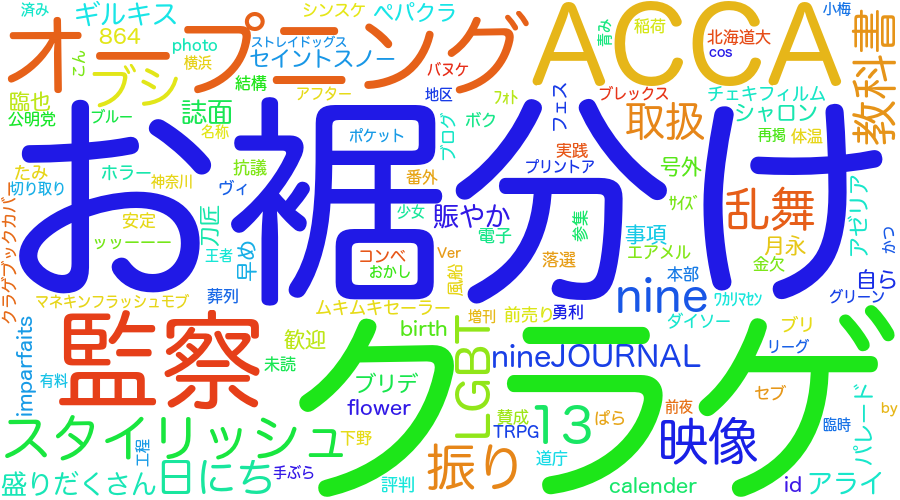 済み
ギルキス
シンスケ
ペパクラ
ACCA
小梅
オープニング
864
photo
ストレイドッグス
セイントスノー
青み
稲荷
北海道大
cos
教科書
こん
横浜
バヌケ
ブシ
結構
アフター
地区
フォト
フェス
ブレックス
チェキフィルム
臨也
誌面
公明党
ブルー
名称
ポケット
ブログ
ボク
取扱
シャロン
再掲
体温
お裾分け
たみ
ホラー
抗議
実践
プリントア
号外
切り取り
神奈川
ヴィ
番外
サイズ
乱舞
アゼリア
安定
刀匠
少女
賑やか
参集
ッッーーー
王者
早め
コンベ
おかし
電子
事項
エアメル
月永
かっ
クラゲブックカバー
Ver
風船
落選
本部
金欠
自ら
葬列
マネキンフラッシュモブ
ムキムキセーラー
増刊
前売り
勇利
nine
ワカリマセン
グリーン
imparfaits
監察
歓迎
birth
LGBT
ダイソー
ブリ
クラゲ
未読
nineJOURNAL
リーグ
有料
ブリデ
flower
セブ
パレード
by
スタイリッシュ
下野
賛成
13
ぱら
前夜
映像
臨時
工程
TRPG
盛りだくさん
日にち
手ぶら
評判
振り
道庁
calender
id
アライ